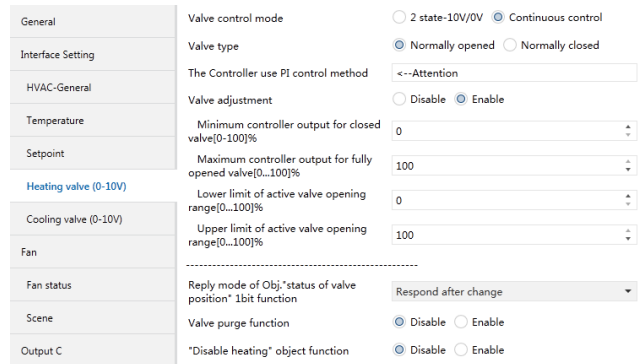 General
Interface Setting
HVAC-General
Temperature
Setpoint
Heating valve (0-10V)
Cooling valve (0-10V)
Fan
Fan status
Scene
Output C
Valve control mode
2 state-10V/0V Continuous control
Valve type
Normally opened Normally closed
The Controller use PI control method
<--Attention
Valve adjustment
Disable Enable
Minimum controller output for closed
valve[0-100]%
0
Maximum controller output for fully
opened valve[0...100]%
100
Lower limit of active valve opening
range[0...100]%
0
Upper limit of active valve opening
range[0...100]%
100
Reply mode of Obj."status of valve
position" 1bit function
Respond after change
Valve purge function
Disable Enable
"Disable heating" object function
Disable Enable